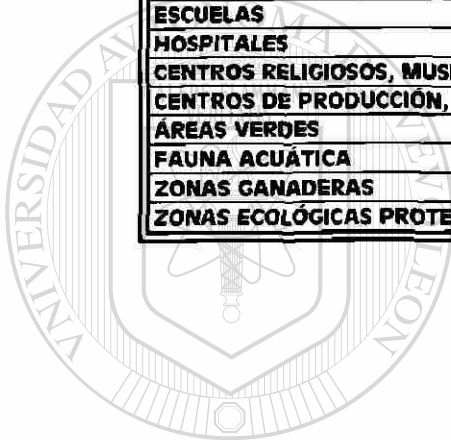 ESCUELAS
HOSPITALES
CENTROS RELIGIOSOS,
CENTROS DE PRODUCCIÓN,
ÁREAS VERDES
FAUNA ACUÁTICA
ZONAS GANADERAS
ZONAS ECOLÓGICAS